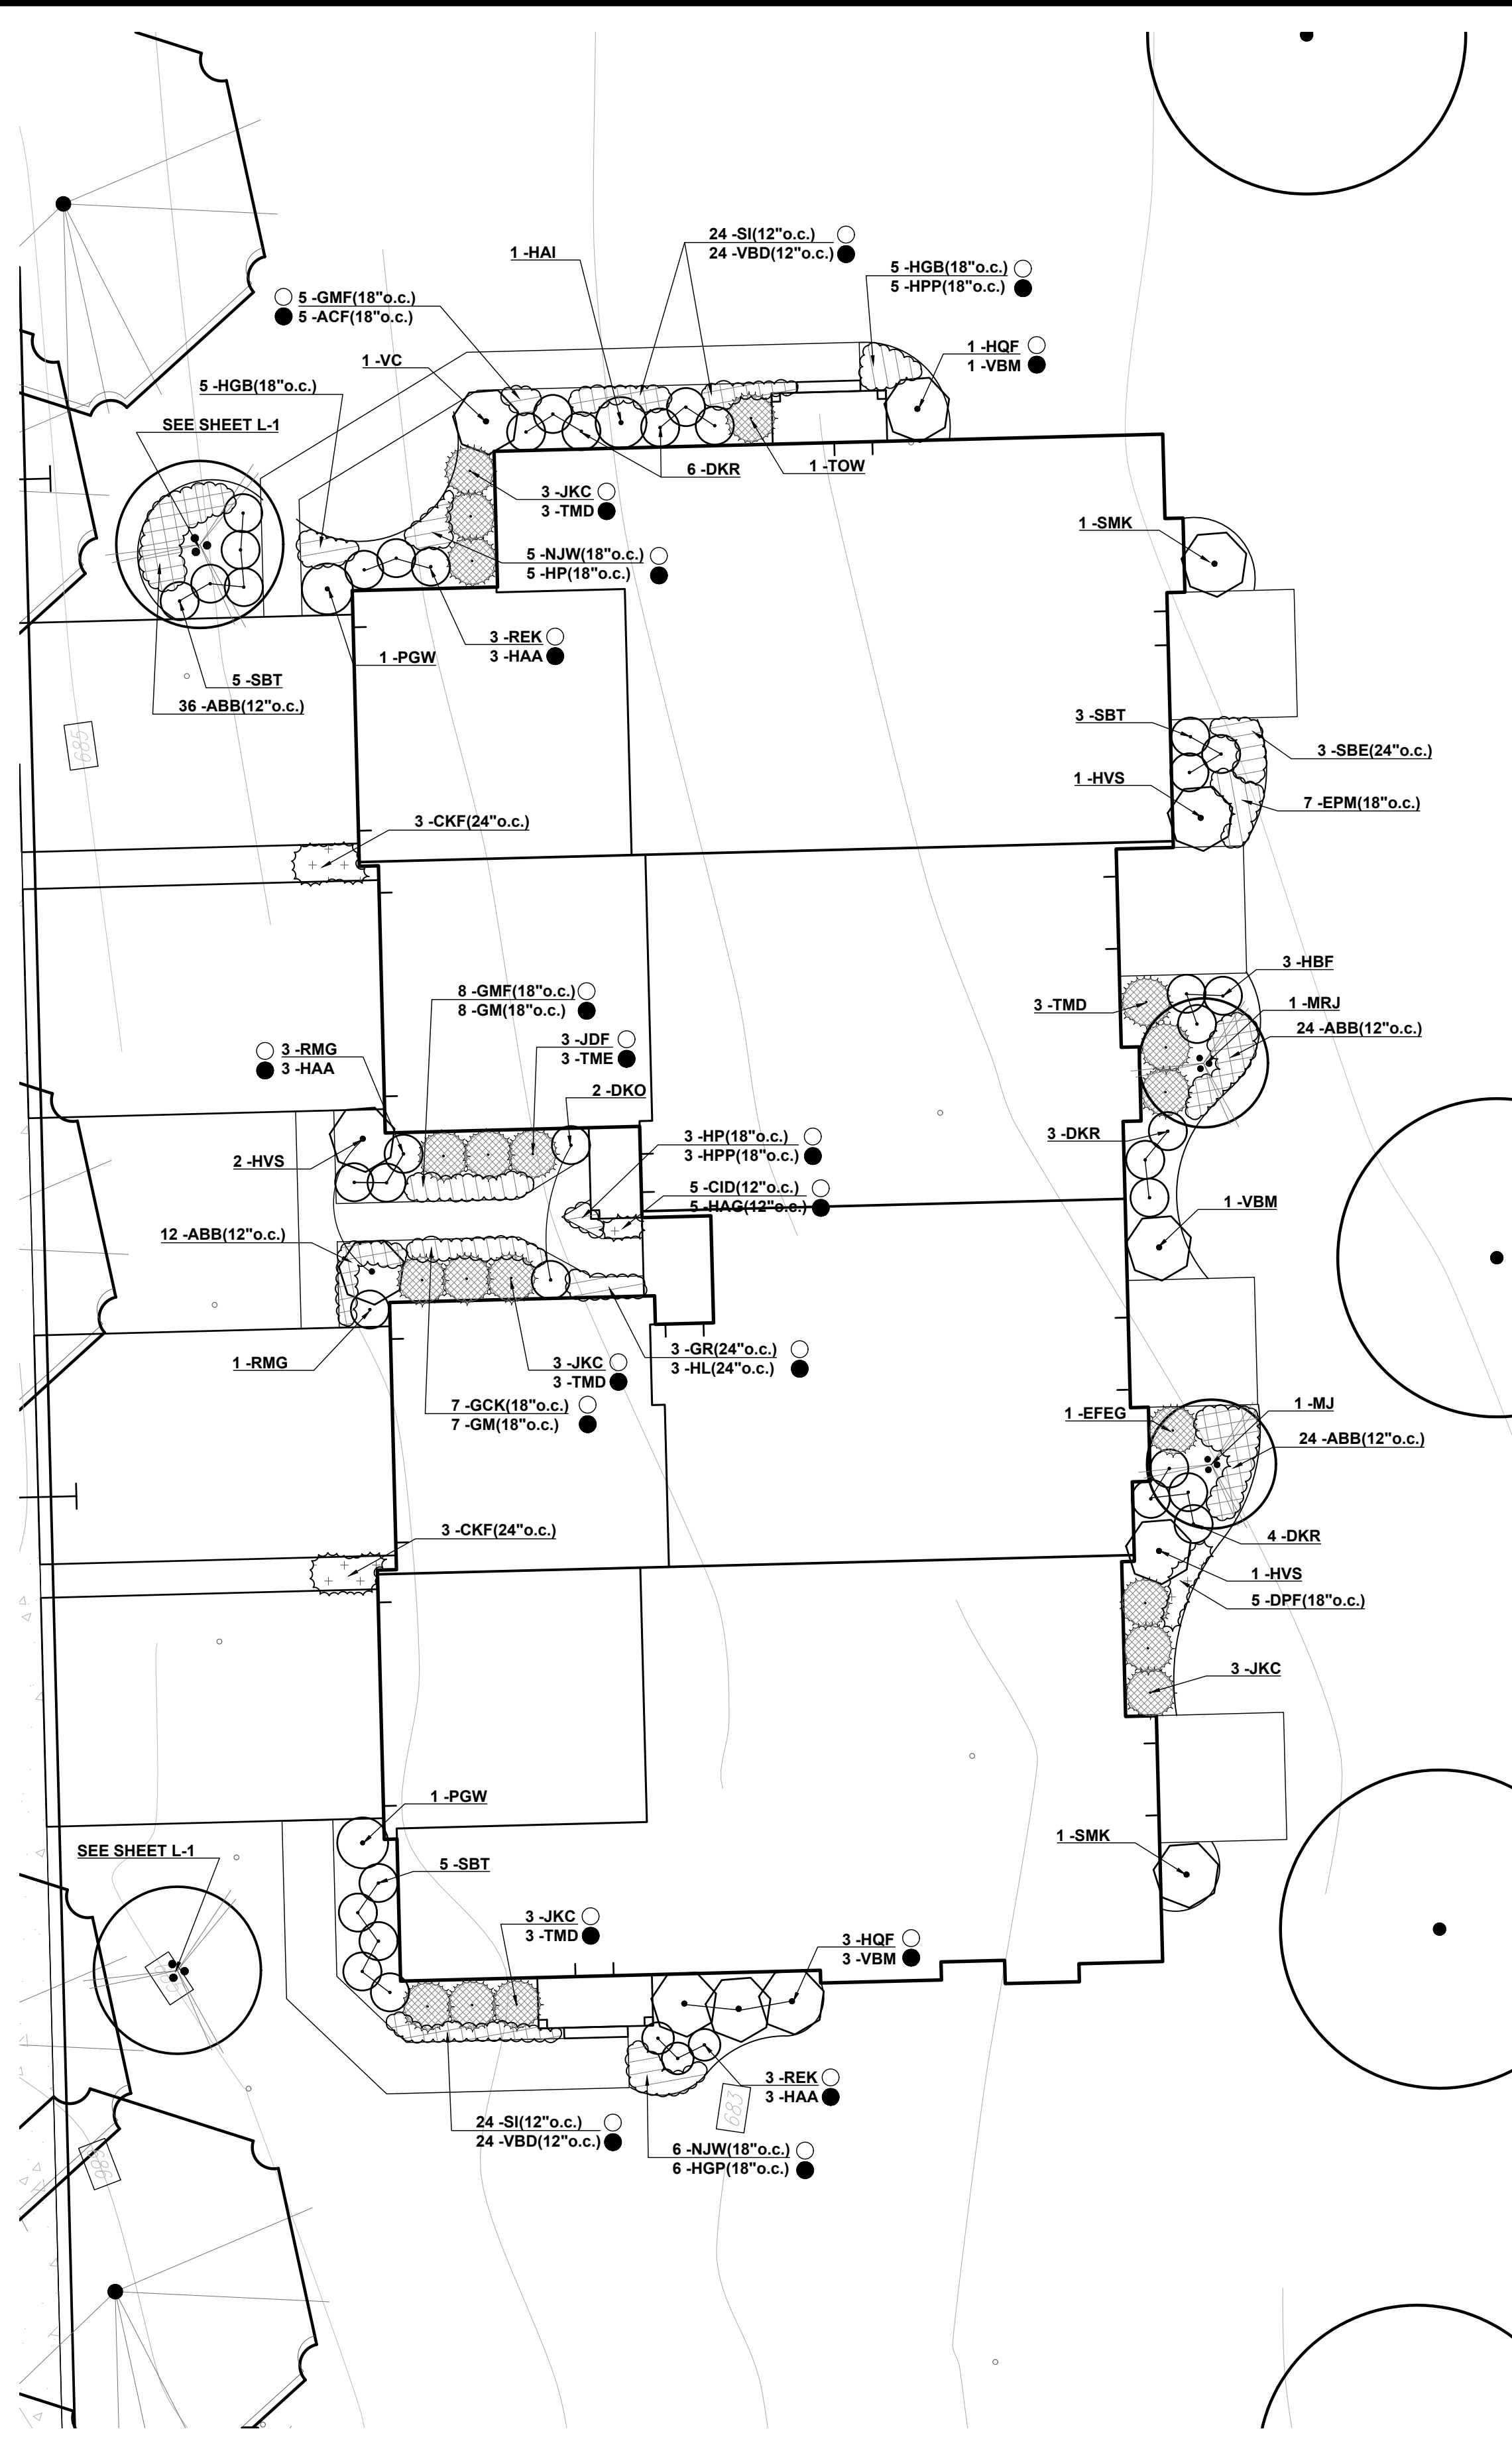 24 -SI(12"o.c.)
24 -VBD(12"o.c.)
1 -HAI
5 -HGB(18"o.c.)
5 -HPP(18"o.c.)
5 -GMF(18"o.c.)
5 -ACF(18"o.c.)
1 -HQF
1 -VBM
1 -VC
5 -HGB(18"o.c.)
SEE SHEET L-1
1 -TOW
6 -DKR
3 -JKC
3 -TMD
1 -SMK
5 -NJW(18"o.c.)
5 -HP(18"o.c.)
3 -REK
3 -HAA
1 -PGW
5 -SBT
36 -ABB(12"o.c.)
3 -SBT
685
3 -SBE(24"o.c.)
1 -HVS
7 -EPM(18"o.c.)
3 -CKF(24"o.c.)
3 -HBF
8 -GMF(18"o.c.)
8 -GM(18"o.c.)
3 -TMD
1 -MRJ
24 -ABB(12"o.c.)
3 -JDF
3 -TME
3 -RMG
3 -HAA
2 -DKO
3 -DKR
3 -HP(18"o.c.)
3 -HPP(18"o.c.)
2 -HVS
5 -CID(12"o.c.)
5 -HAG(12"o.c.)
1 -VBM
12 -ABB(12"o.c.)
3 -GR(24"o.c.)
3 -HL(24"o.c.)
1 -RMG
3 -JKC
3 -TMD
7 -GCK(18"o.c.)
7 -GM(18"o.c.)
1 -MJ
1 -EFEG
24 -ABB(12"o.c.)
3 -CKF(24"o.c.)
4 -DKR
1 -HVS
5 -DPF(18"o.c.)
3 -JKC
1 -PGW
1 -SMK
SEE SHEET L-1
5 -SBT
3 -JKC
3 -TMD
3 -HQF
3 -VBM
3 -REK
3 -HAA
683
24 -SI(12"o.c.)
24 -VBD(12"o.c.)
6 -NJW(18"o.c.)
6 -HGP(18"o.c.)
686